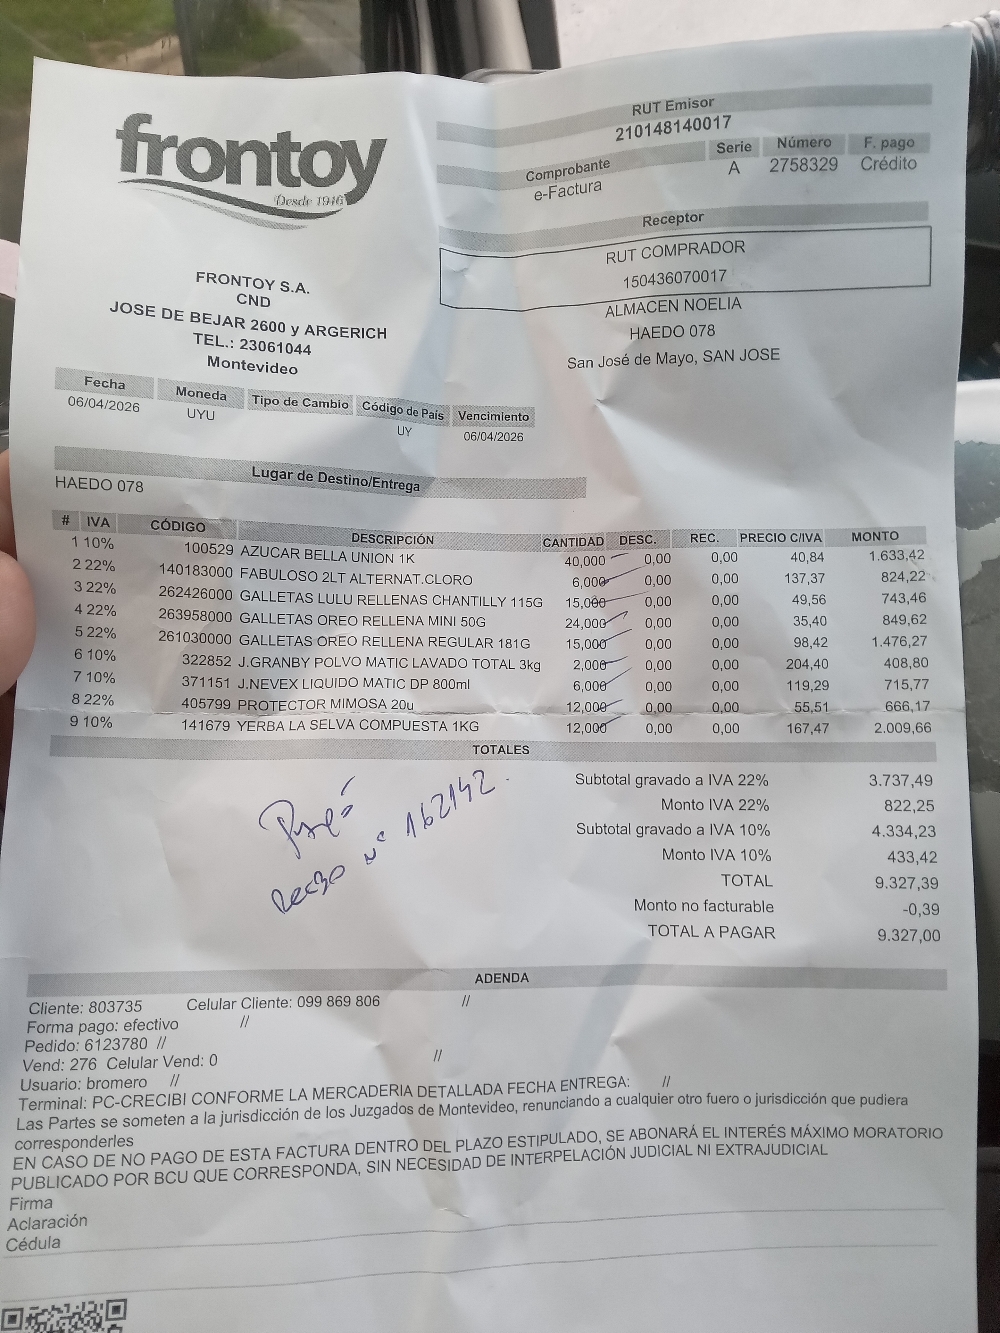 frontoy
Desde 1946
RUT Emisor
210148140017
Comprobante Serie Número F. pago
e-Factura A 2758329 Crédito
Receptor
RUT COMPRADOR
150436070017
ALMACEN NOELIA
HAEDO 078
San José de Mayo, SAN JOSE
FRONTOY S.A.
CND
JOSE DE BEJAR 2600 y ARGERICH
TEL.: 23061044
Montevideo
Fecha Moneda Tipo de Cambio Código de País Vencimiento
06/04/2026 UYU UY 06/04/2026
Lugar de Destino/Entrega
HAEDO 078
# IVA CÓDIGO DESCRIPCIÓN CANTIDAD DESC. REC. PRECIO C/IVA MONTO
1 10% 100529 AZUCAR BELLA UNION 1K 40,000 0,00 0,00 40,84 1.633,42
2 22% 140183000 FABULOSO 2LT ALTERNAT.CLORO 6,000 0,00 0,00 137,37 824,22
3 22% 262426000 GALLETAS LULU RELLENAS CHANTILLY 115G 15,000 0,00 0,00 49,56 743,46
4 22% 263958000 GALLETAS OREO RELLENA MINI 50G 24,000 0,00 0,00 35,40 849,62
5 22% 261030000 GALLETAS OREO RELLENA REGULAR 181G 15,000 0,00 0,00 98,42 1.476,27
6 10% 322852 J.GRANBY POLVO MATIC LAVADO TOTAL 3kg 2,000 0,00 0,00 204,40 408,80
7 10% 371151 J.NEVEX LIQUIDO MATIC DP 800ml 6,000 0,00 0,00 119,29 715,77
8 22% 405799 PROTECTOR MIMOSA 20u 12,000 0,00 0,00 55,51 666,17
9 10% 141679 YERBA LA SELVA COMPUESTA 1KG 12,000 0,00 0,00 167,47 2.009,66
TOTALES
Subtotal gravado a IVA 22% 3.737,49
Monto IVA 22% 822,25
Subtotal gravado a IVA 10% 4.334,23
Monto IVA 10% 433,42
TOTAL 9.327,39
Monto no facturable -0,39
TOTAL A PAGAR 9.327,00
Nº 162142
ADENDA
Cliente: 803735 Celular Cliente: 099 869 806 //
Forma pago: efectivo //
Pedido: 6123780 //
Vend: 276 Celular Vend: 0 //
Usuario: bromero //
Terminal: PC-CRECIBI CONFORME LA MERCADERIA DETALLADA FECHA ENTREGA: //
Las Partes se someten a la jurisdicción de los Juzgados de Montevideo, renunciando a cualquier otro fuero o jurisdicción que pudiera
corresponderles
EN CASO DE NO PAGO DE ESTA FACTURA DENTRO DEL PLAZO ESTIPULADO, SE ABONARÁ EL INTERÉS MÁXIMO MORATORIO
PUBLICADO POR BCU QUE CORRESPONDA, SIN NECESIDAD DE INTERPELACIÓN JUDICIAL NI EXTRAJUDICIAL
Firma
Aclaración
Cédula